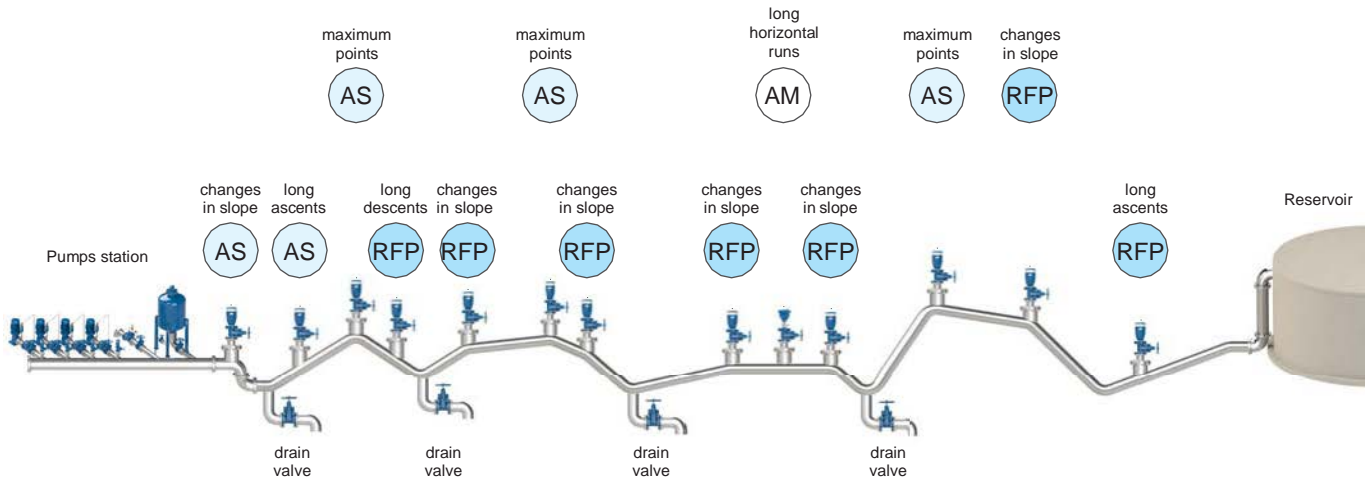 maximum
points
AS
maximum
points
AS
long
horizontal
runs
AM
maximum
points
AS
changes
in slope
RFP
changes
in slope
AS
long
ascents
AS
long
descents
RFP
changes
in slope
RFP
changes
in slope
RFP
changes
in slope
RFP
changes
in slope
RFP
long
ascents
RFP
Reservoir
Pumps station
drain
valve
drain
valve
drain
valve
drain
valve